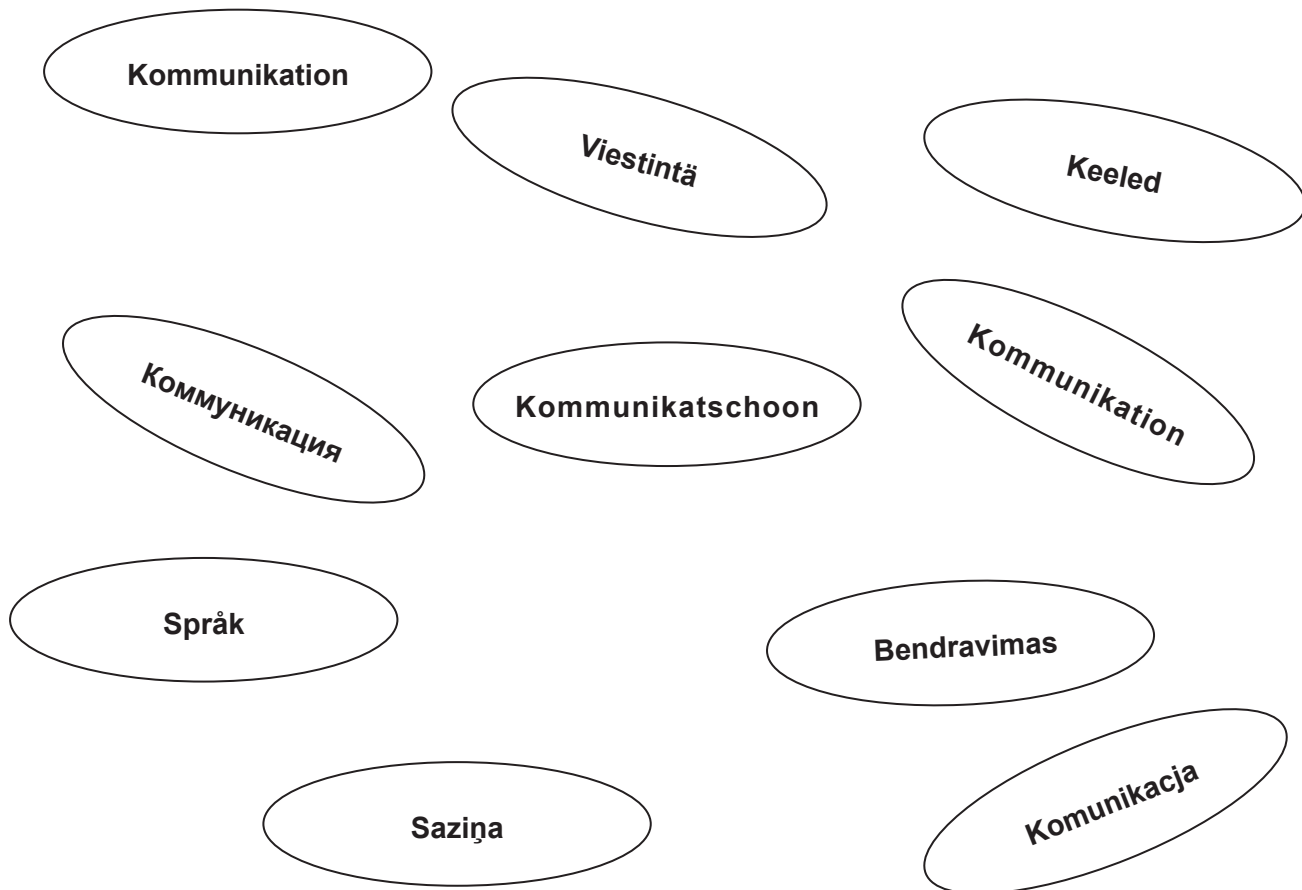 Kommunikation
Viestintä
Keeled
Коммуникация
Kommunikatschoon
Kommunikation
Språk
Bendravimas
Saziņa
Komunikacja